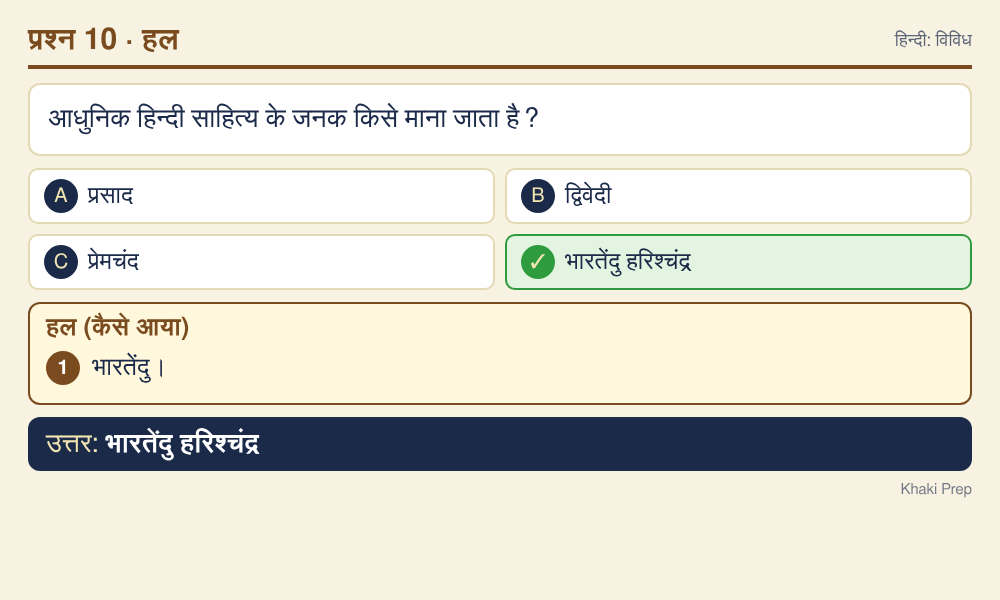 प्रश्न 10 · हल
हिन्दी: विविध
आधुनिक हिन्दी साहित्य के जनक किसे माना जाता है ?
A प्रसाद
B द्विवेदी
C प्रेमचंद
✓ भारतेंदु हरिश्चंद्र
हल (कैसे आया)
1 भारतेंदु।
उत्तर: भारतेंदु हरिश्चंद्र
Khaki Prep